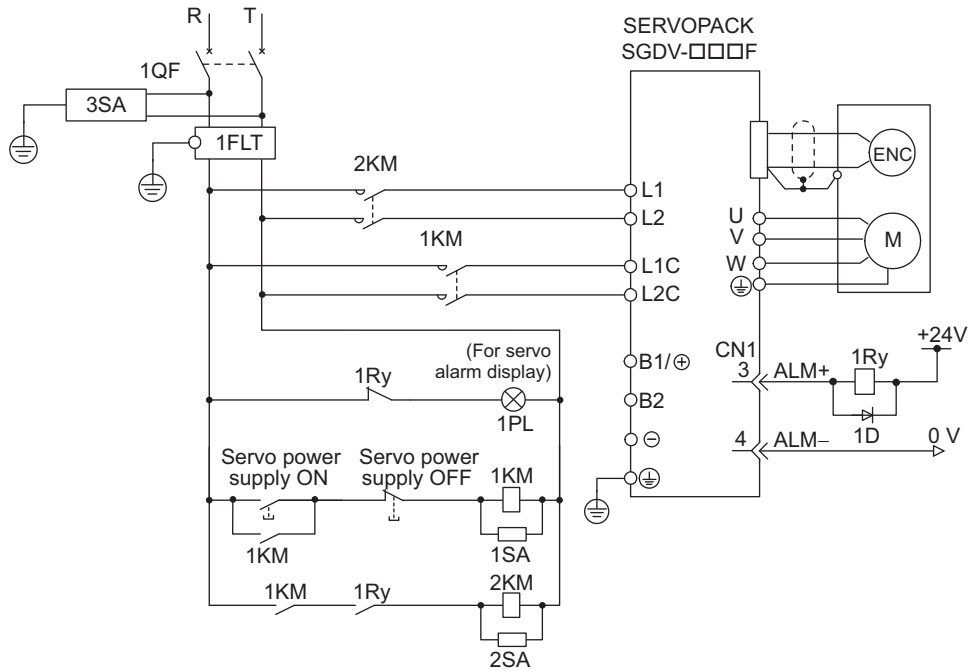 R T
SERVOPACK
SGDV-□□□F
1QF
3SA
1FLT
ENC
2KM
L1
L2
U
V
W
M
1KM
L1C
L2C
+24V
(For servo
alarm display)
CN1
1Ry
B1/⊕
3 ALM+
1Ry
1PL
B2
1D
4 ALM–
0 V
⊖
Servo power
supply ON
Servo power
supply OFF
1KM
1KM
1SA
1KM
1Ry
2KM
2SA